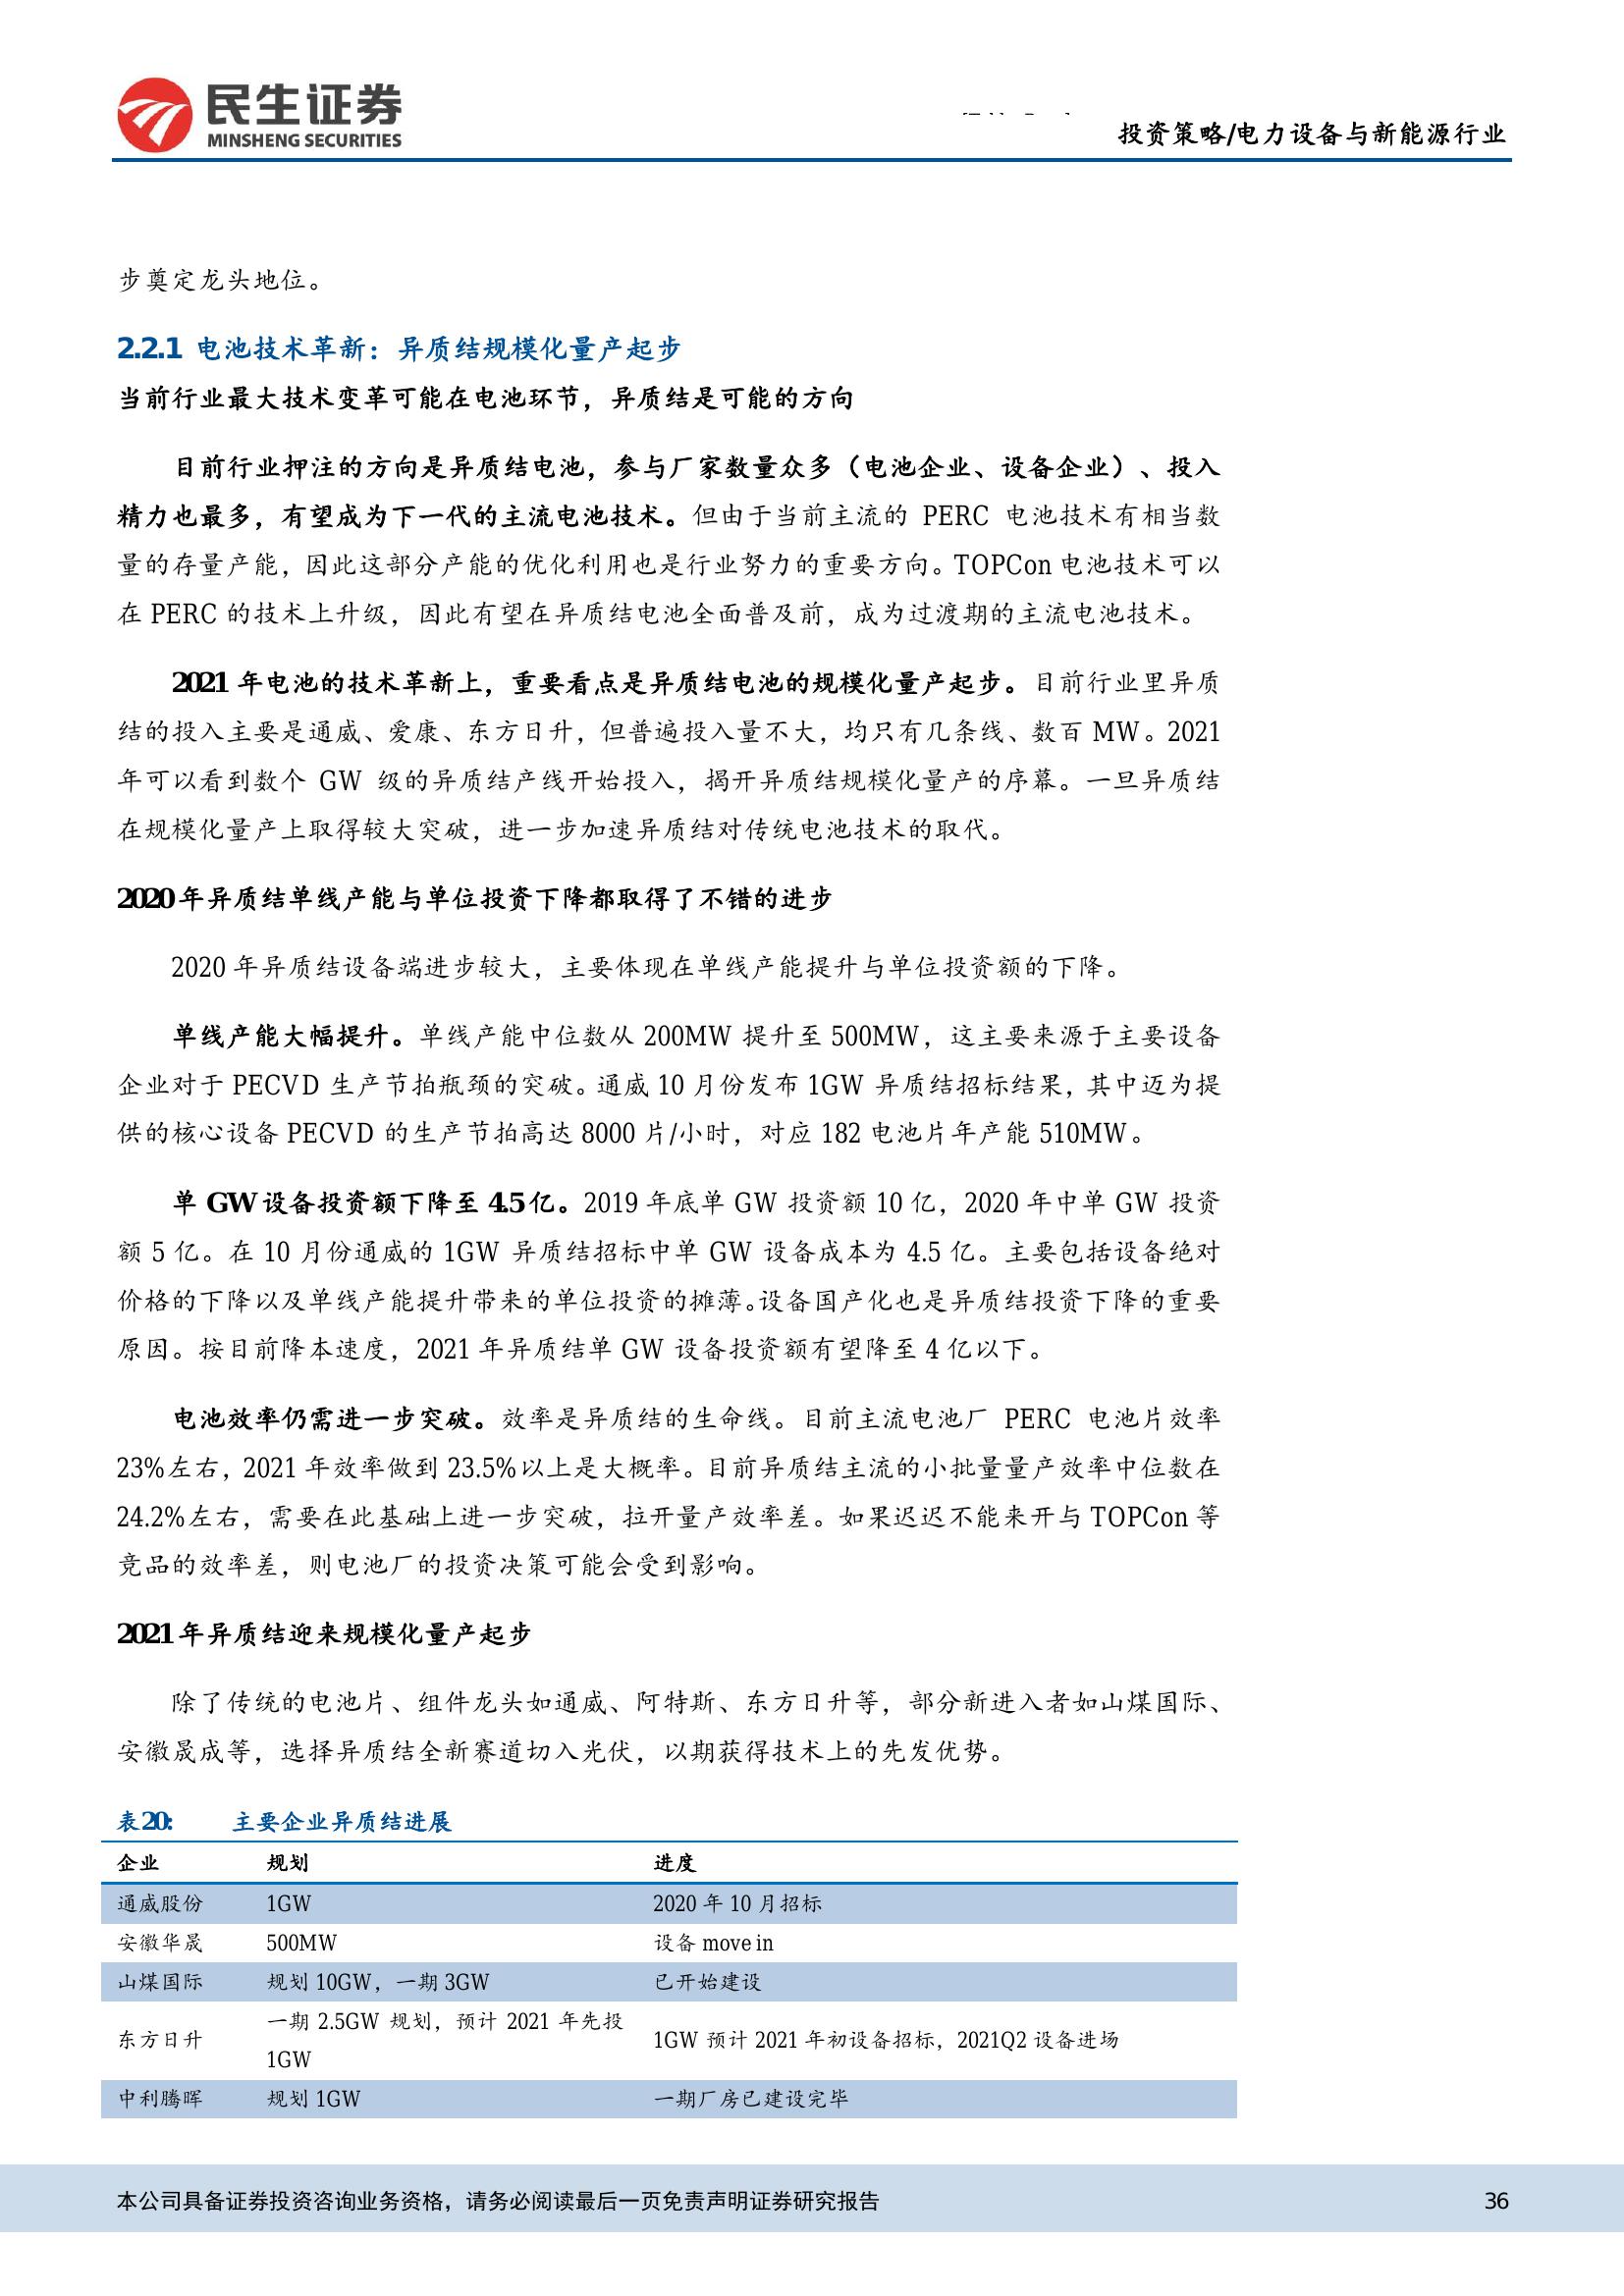 民生证券
MINSHENG SECURITIES
投资策略/电力设备与新能源行业
步奠定龙头地位。
2.2.1 电池技术革新：异质结规模化量产起步
当前行业最大技术变革可能在电池环节，异质结是可能的方向
目前行业押注的方向是异质结电池，参与厂家数量众多（电池企业、设备企业）、投入
精力也最多，有望成为下一代的主流电池技术。但由于当前主流的 PERC 电池技术有相当数
量的存量产能，因此这部分产能的优化利用也是行业努力的重要方向。TOPCon 电池技术可以
在 PERC 的技术上升级，因此有望在异质结电池全面普及前，成为过渡期的主流电池技术。
2021 年电池的技术革新上，重要看点是异质结电池的规模化量产起步。目前行业里异质
结的投入主要是通威、爱康、东方日升，但普遍投入量不大，均只有几条线、数百 MW。2021
年可以看到数个 GW 级的异质结产线开始投入，揭开异质结规模化量产的序幕。一旦异质结
在规模化量产上取得较大突破，进一步加速异质结对传统电池技术的取代。
2020 年异质结单线产能与单位投资下降都取得了不错的进步
2020 年异质结设备端进步较大，主要体现在单线产能提升与单位投资额的下降。
单线产能大幅提升。单线产能中位数从 200MW 提升至 500MW，这主要来源于主要设备
企业对于 PECVD 生产节拍瓶颈的突破。通威 10 月份发布 1GW 异质结招标结果，其中迈为提
供的核心设备 PECVD 的生产节拍高达 8000 片/小时，对应 182 电池片年产能 510MW。
单 GW 设备投资额下降至 4.5 亿。2019 年底单 GW 投资额 10 亿，2020 年中单 GW 投资
额 5 亿。在 10 月份通威的 1GW 异质结招标中单 GW 设备成本为 4.5 亿。主要包括设备绝对
价格的下降以及单线产能提升带来的单位投资的摊薄。设备国产化也是异质结投资下降的重要
原因。按目前降本速度，2021 年异质结单 GW 设备投资额有望降至 4 亿以下。
电池效率仍需进一步突破。效率是异质结的生命线。目前主流电池厂 PERC 电池片效率
23%左右，2021 年效率做到 23.5%以上是大概率。目前异质结主流的小批量量产效率中位数在
24.2%左右，需要在此基础上进一步突破，拉开量产效率差。如果迟迟不能来开与 TOPCon 等
竞品的效率差，则电池厂的投资决策可能会受到影响。
2021 年异质结迎来规模化量产起步
除了传统的电池片、组件龙头如通威、阿特斯、东方日升等，部分新进入者如山煤国际、
安徽晟成等，选择异质结全新赛道切入光伏，以期获得技术上的先发优势。
表20: 主要企业异质结进展
企业 规划 进度
通威股份 1GW 2020 年 10 月招标
安徽华晟 500MW 设备 move in
山煤国际 规划 10GW，一期 3GW 已开始建设
东方日升 一期 2.5GW 规划，预计 2021 年先投 1GW预计 2021 年初设备招标，2021Q2 设备进场
1GW
中利腾晖 规划 1GW 一期厂房已建设完毕
本公司具备证券投资咨询业务资格，请务必阅读最后一页免责声明证券研究报告 36